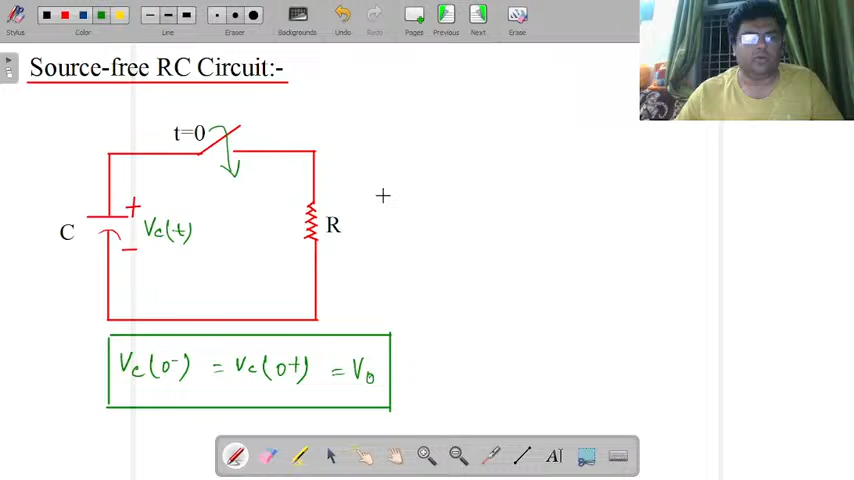 Stylus
Color
Line
Eraser
Backgrounds
Undo
Redo
Pages
Previous
Next
Erase
Source-free RC Circuit:-
t=0
+
C
Vc(t)
R
−
Vc(0-) = Vc(0+) = V0